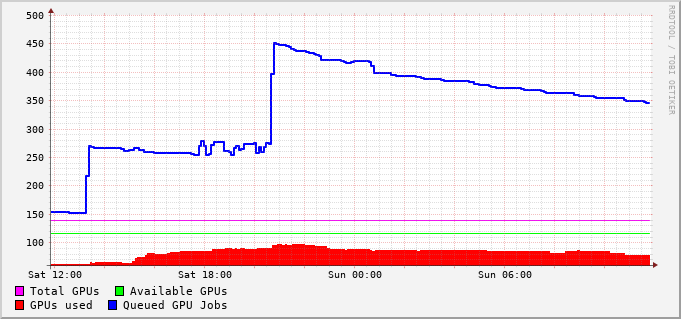 500
450
400
350
300
250
200
150
100
Sat 12:00 Sat 18:00 Sun 00:00 Sun 06:00
Total GPUs Available GPUs
GPUs used Queued GPU Jobs
RRDTOOL / TOBI OETIKER